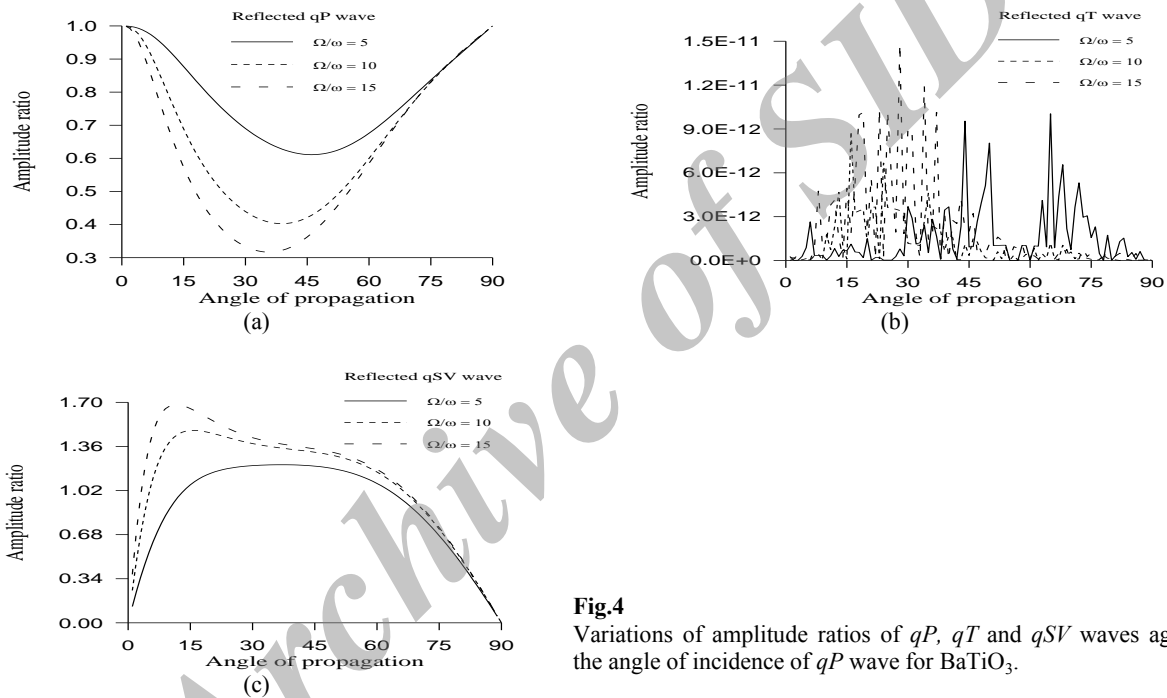 Reflected qP wave
Ω/ω = 5
Ω/ω = 10
Ω/ω = 15
Amplitude ratio
1.0
0.9
0.8
0.7
0.6
0.5
0.4
0.3
0 15 30 45 60 75 90
Angle of propagation
(a)
Reflected qT wave
Ω/ω = 5
Ω/ω = 10
Ω/ω = 15
Amplitude ratio
1.5E-11
1.2E-11
9.0E-12
6.0E-12
3.0E-12
0.0E+0
0 15 30 45 60 75 90
Angle of propagation
(b)
Reflected qSV wave
Ω/ω = 5
Ω/ω = 10
Ω/ω = 15
Amplitude ratio
1.70
1.36
1.02
0.68
0.34
0.00
0 15 30 45 60 75 90
Angle of propagation
(c)
Fig.4
Variations of amplitude ratios of qP, qT and qSV waves ag
the angle of incidence of qP wave for BaTiO₃.
Archive of SID